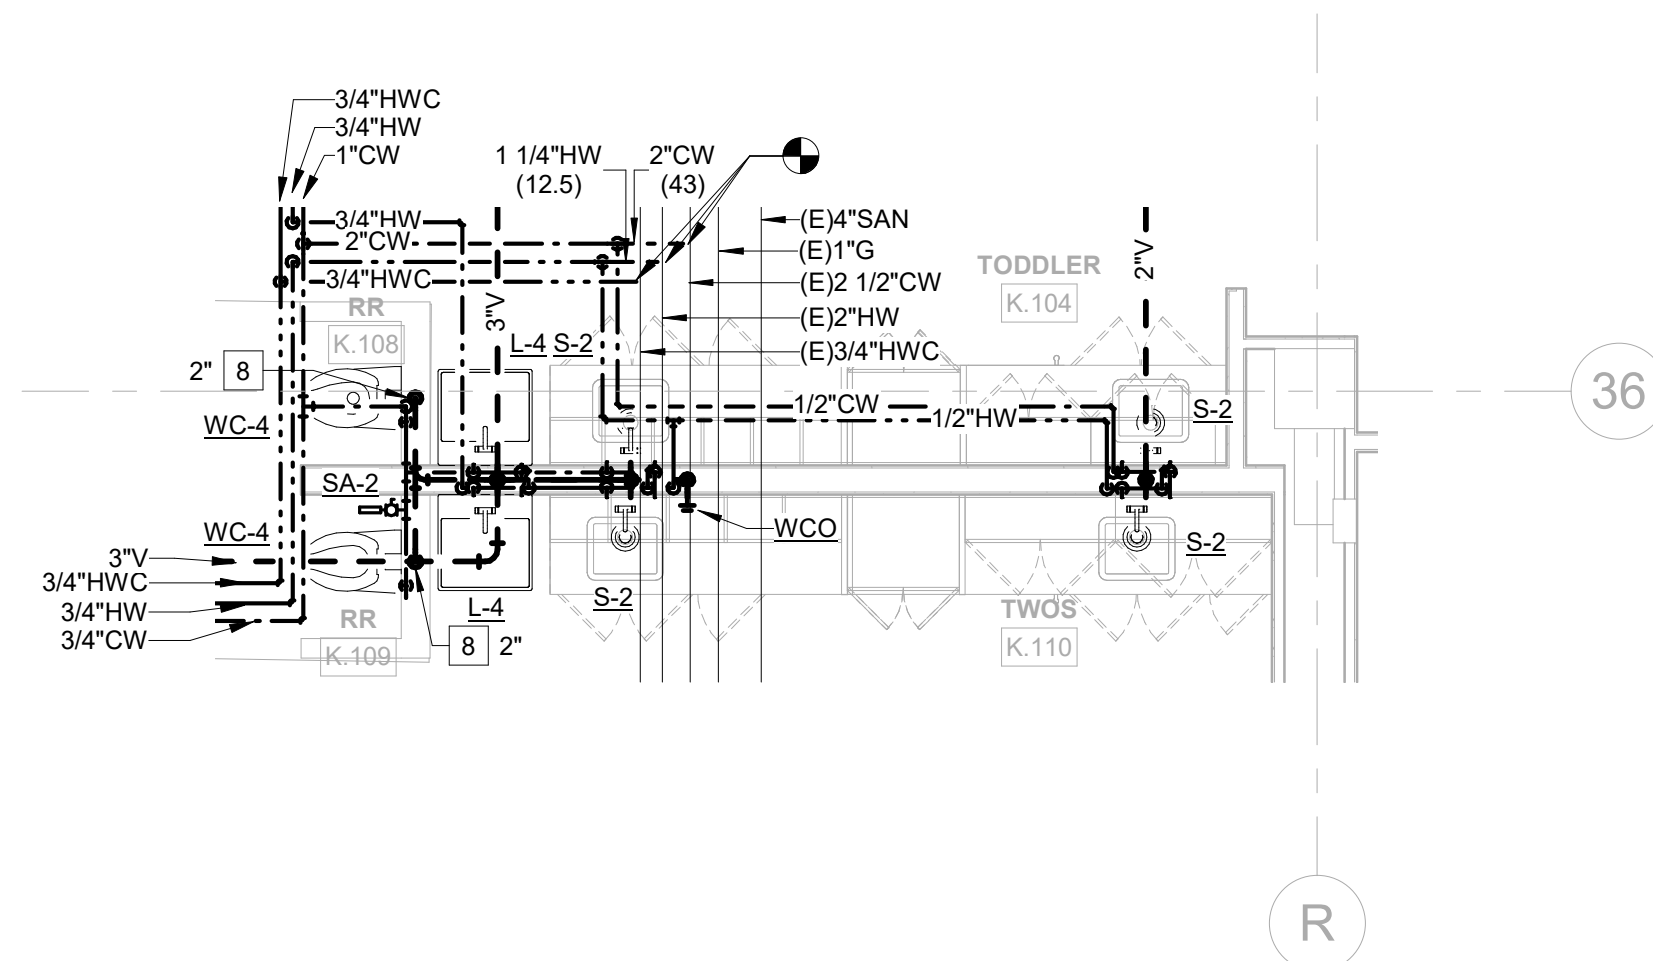 3/4"HWC
3/4"HW
1"CW
1 1/4"HW
(12.5)
2"CW
(43)
3/4"HW
2"CW
3/4"HWC
(E)4"SAN
(E)1"G
(E)2 1/2"CW
(E)2"HW
(E)3/4"HWC
TODDLER
K.104
2"V
3"V
RR
K.108
L-4
S-2
2"
8
36
1/2"CW
1/2"HW
S-2
WC-4
SA-2
WC-4
WCO
S-2
3"V
3/4"HWC
3/4"HW
3/4"CW
L-4
S-2
RR
K.109
8
2"
TWOS
K.110
R